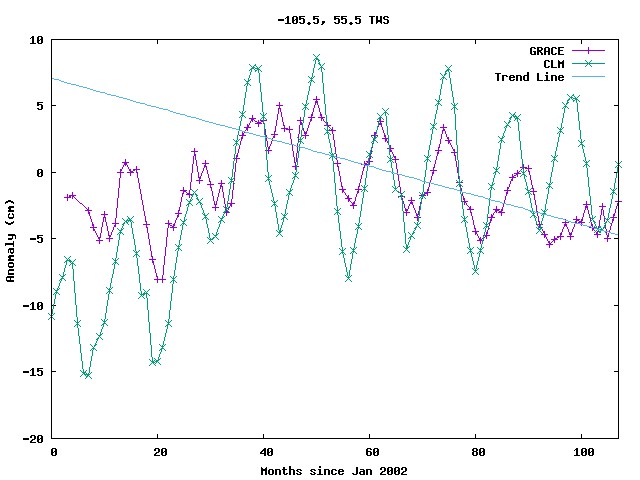 -105.5, 55.5 TWS
GRACE
CLM
Trend Line
10
5
0
-5
-10
-15
-20
Anomaly (cm)
0 20 40 60 80 100
Months since Jan 2002